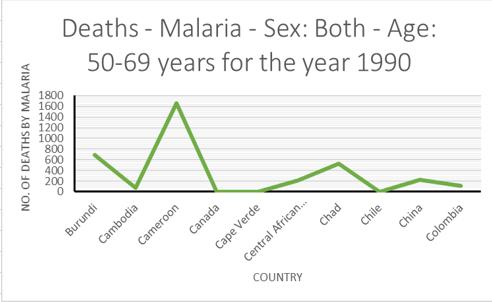 Deaths - Malaria - Sex: Both - Age:
50-69 years for the year 1990
NO. OF DEATHS BY MALARIA
1800
1600
1400
1200
1000
800
600
400
200
0
Burundi
Cambodia
Cameroon
Canada
Cape Verde
Central African...
Chad
Chile
China
Colombia
COUNTRY